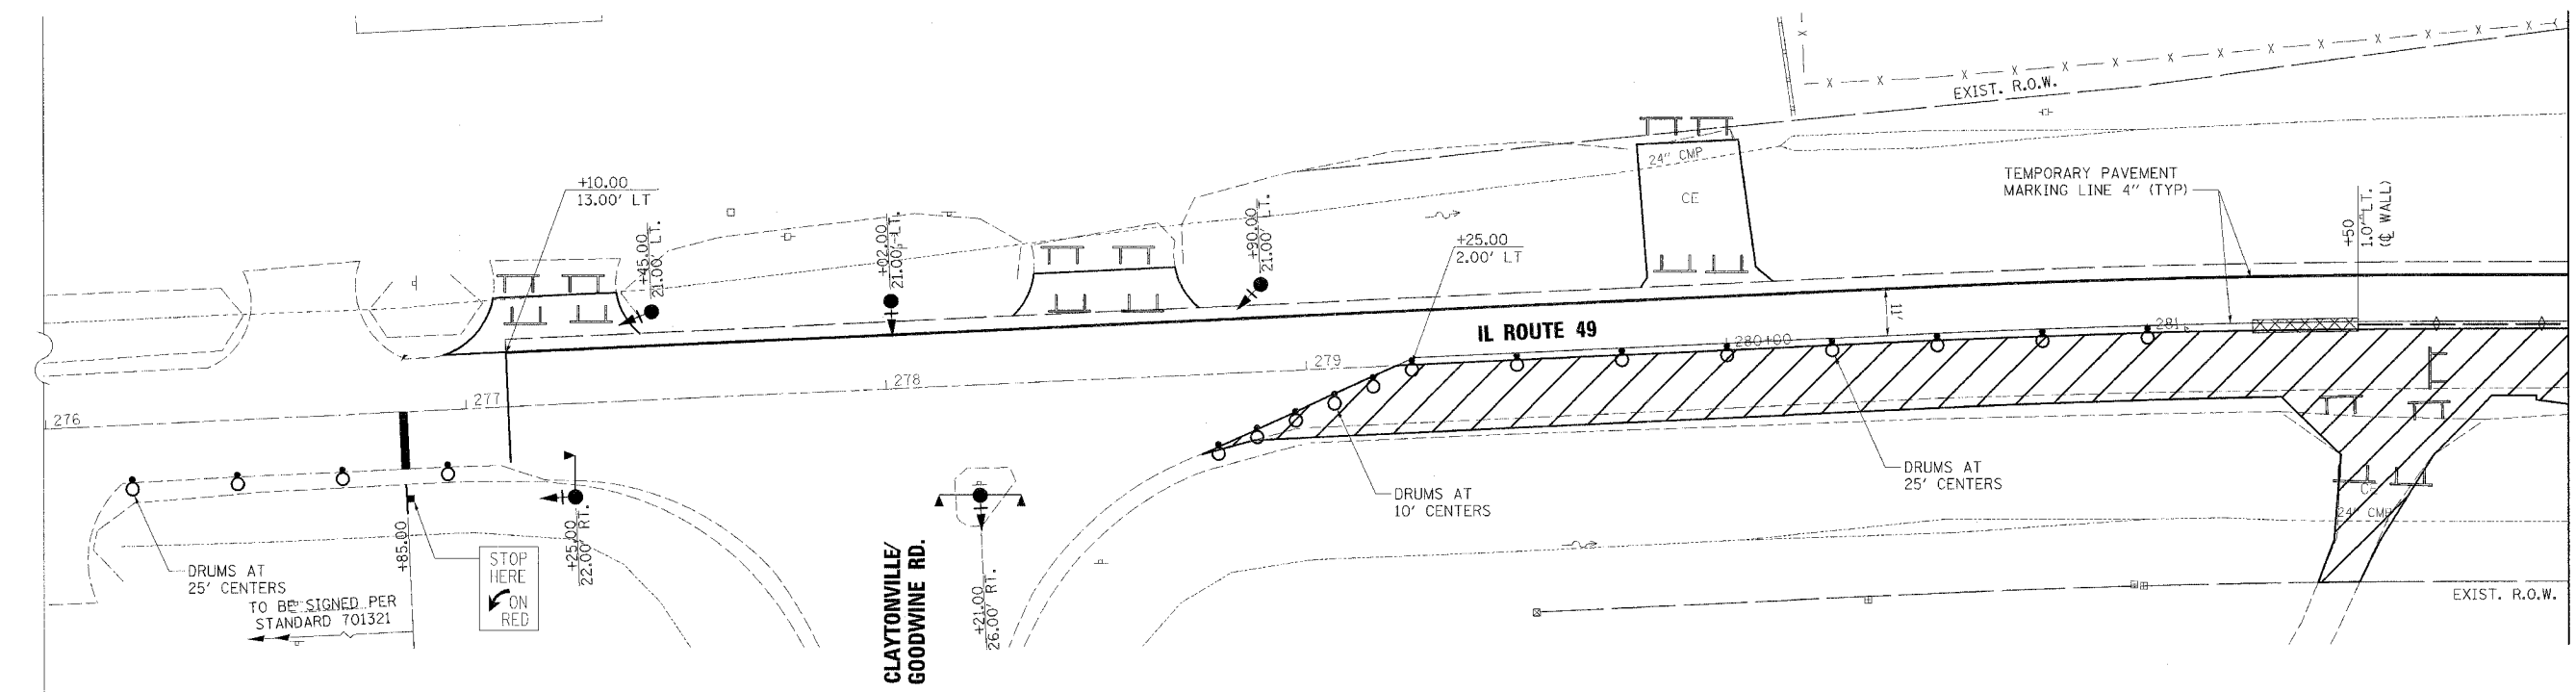 EXIST. R.O.W.
24" CMP
CE
TEMPORARY PAVEMENT
MARKING LINE 4" (TYP)
+50
1.0' LT.
(℄ WALL)
+10.00
13.00' LT
+45.00
21.00' LT.
+02.00
21.00' LT.
+90.00
21.00' LT.
+25.00
2.00' LT
11'
IL ROUTE 49
276
277
278
279
280+00
281
DRUMS AT
25' CENTERS
TO BE SIGNED PER
STANDARD 701321
+85.00
STOP
HERE
ON
RED
+25.00
22.00' RT.
CLAYTONVILLE/
GOODWINE RD.
+21.00
26.00' RT.
DRUMS AT
10' CENTERS
DRUMS AT
25' CENTERS
CE
24" CMP
EXIST. R.O.W.